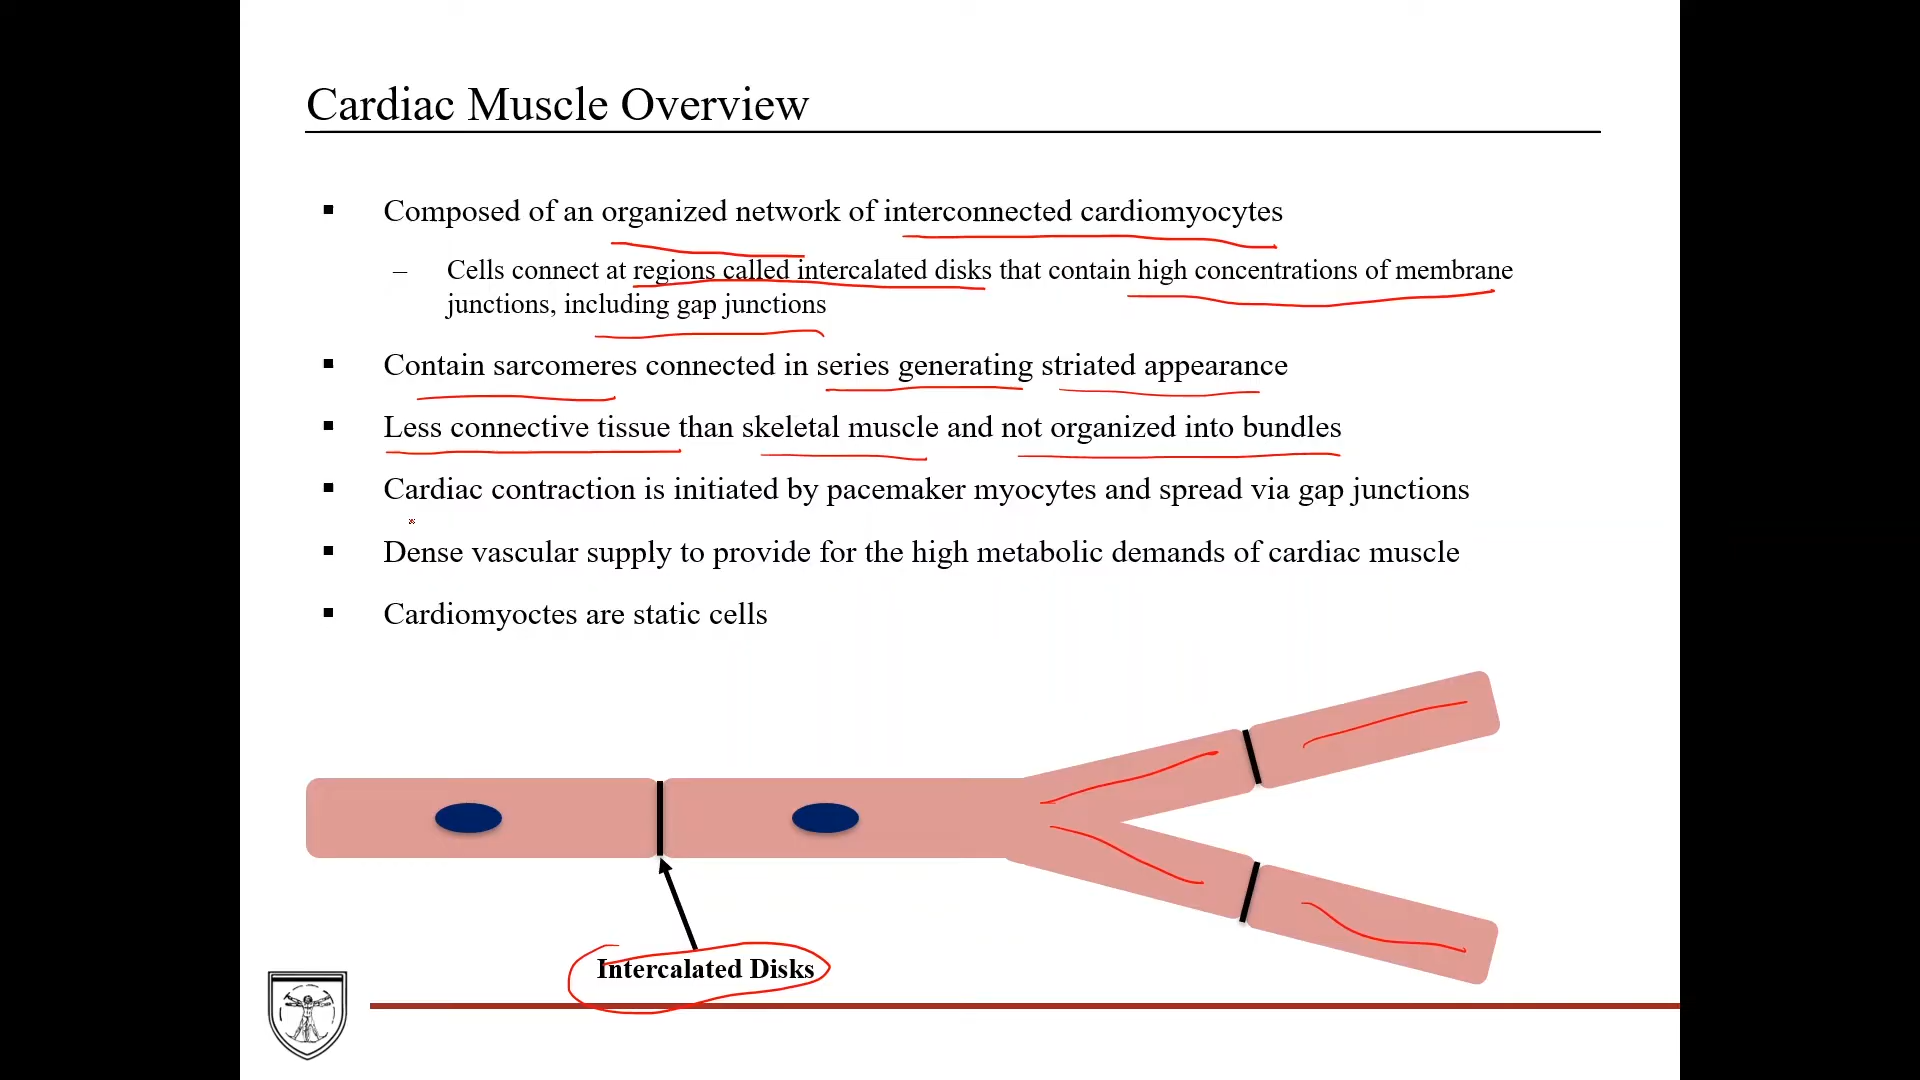 Cardiac Muscle Overview
▪ Composed of an organized network of interconnected cardiomyocytes
– Cells connect at regions called intercalated disks that contain high concentrations of membrane
junctions, including gap junctions
▪ Contain sarcomeres connected in series generating striated appearance
▪ Less connective tissue than skeletal muscle and not organized into bundles
▪ Cardiac contraction is initiated by pacemaker myocytes and spread via gap junctions
▪ Dense vascular supply to provide for the high metabolic demands of cardiac muscle
▪ Cardiomyoctes are static cells
Intercalated Disks